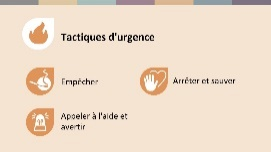 Tactiques d'urgence
Empêcher
Arrêter et sauver
Appeler à l'aide et
avertir